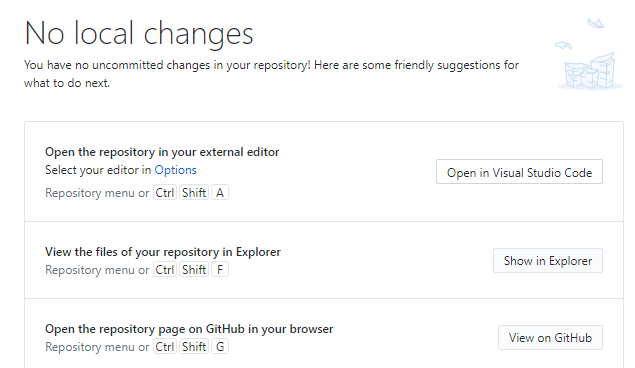 No local changes
You have no uncommitted changes in your repository! Here are some friendly suggestions for
what to do next.
Open the repository in your external editor
Select your editor in Options
Repository menu or Ctrl Shift A
Open in Visual Studio Code
View the files of your repository in Explorer
Repository menu or Ctrl Shift F
Show in Explorer
Open the repository page on GitHub in your browser
Repository menu or Ctrl Shift G
View on GitHub